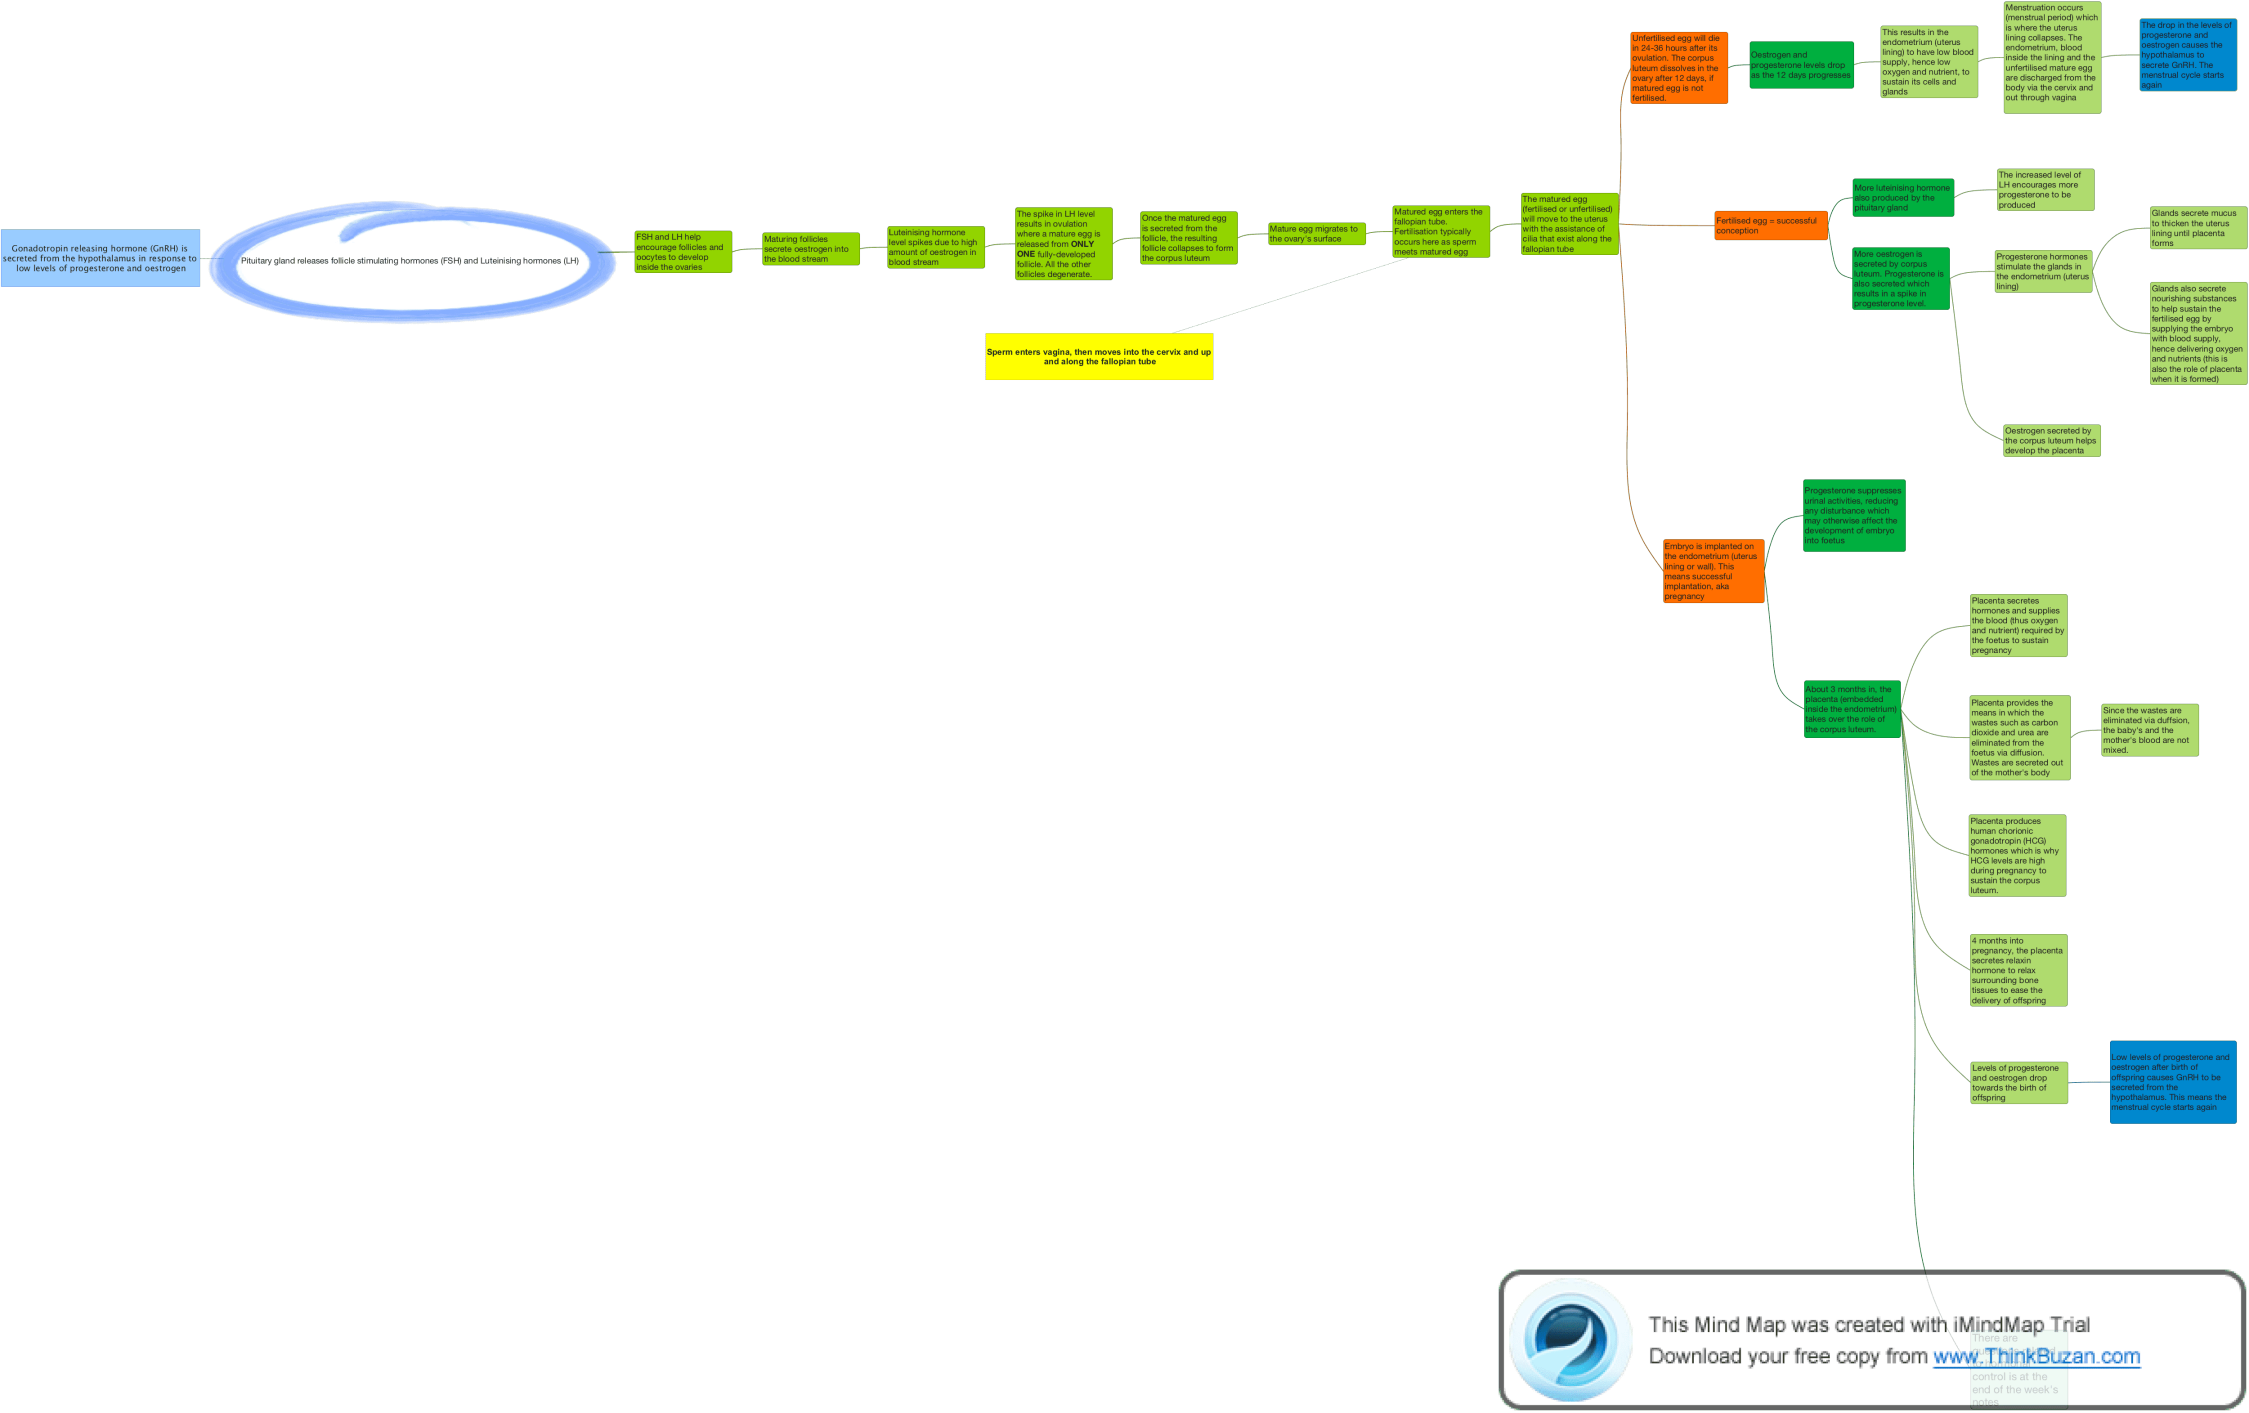 Gonadotropin releasing hormone (GnRH) is
secreted from the hypothalamus in response to
low levels of progesterone and oestrogen
Pituitary gland releases follicle stimulating hormones (FSH) and Luteinising hormones (LH)
FSH and LH help
encourage follicles and
oocytes to develop
inside the ovaries
Maturing follicles
secrete oestrogen into
the blood stream
Luteinising hormone
level spikes due to high
amount of oestrogen in
blood stream
The spike in LH level
results in ovulation
where a mature egg is
released from ONLY
ONE fully-developed
follicle. All the other
follicles degenerate.
Once the matured egg
is secreted from the
follicle, the resulting
follicle collapses to form
the corpus luteum
Mature egg migrates to
the ovary's surface
Matured egg enters the
fallopian tube.
Fertilisation typically
occurs here as sperm
meets matured egg
Sperm enters vagina, then moves into the cervix and up
and along the fallopian tube
The matured egg
(fertilised or unfertilised)
will move to the uterus
with the assistance of
cilia that exist along the
fallopian tube
Unfertilised egg will die
in 24-36 hours after its
ovulation. The corpus
luteum dissolves in the
ovary after 12 days, if
matured egg is not
fertilised.
Oestrogen and
progesterone levels drop
as the 12 days progresses
This results in the
endometrium (uterus
lining) to have low blood
supply, hence low
oxygen and nutrient, to
sustain its cells and
glands
Menstruation occurs
(menstrual period) which
is where the uterus
lining collapses. The
endometrium, blood
inside the lining and the
unfertilised mature egg
are discharged from the
body via the cervix and
out through vagina
The drop in the levels of
progesterone and
oestrogen causes the
hypothalamus to
secrete GnRH. The
menstrual cycle starts
again
Fertilised egg = successful
conception
More luteinising hormone
also produced by the
pituitary gland
The increased level of
LH encourages more
progesterone to be
produced
More oestrogen is
secreted by corpus
luteum. Progesterone is
also secreted which
results in a spike in
progesterone level.
Progesterone hormones
stimulate the glands in
the endometrium (uterus
lining)
Glands secrete mucus
to thicken the uterus
lining until placenta
forms
Glands also secrete
nourishing substances
to help sustain the
fertilised egg by
supplying the embryo
with blood supply,
hence delivering oxygen
and nutrients (this is
also the role of placenta
when it is formed)
Oestrogen secreted by
the corpus luteum helps
develop the placenta
Embryo is implanted on
the endometrium (uterus
lining or wall). This
means successful
implantation, aka
pregnancy
Progesterone suppresses
urinal activities, reducing
any disturbance which
may otherwise affect the
development of embryo
into foetus
About 3 months in, the
placenta (embedded
inside the endometrium)
takes over the role of
the corpus luteum.
Placenta secretes
hormones and supplies
the blood (thus oxygen
and nutrient) required by
the foetus to sustain
pregnancy
Placenta provides the
means in which the
wastes such as carbon
dioxide and urea are
eliminated from the
foetus via diffusion.
Wastes are secreted out
of the mother's body
Since the wastes are
eliminated via duffsion,
the baby's and the
mother's blood are not
mixed.
Placenta produces
human chorionic
gonadotropin (HCG)
hormones which is why
HCG levels are high
during pregnancy to
sustain the corpus
luteum.
4 months into
pregnancy, the placenta
secretes relaxin
hormone to relax
surrounding bone
tissues to ease the
delivery of offspring
Levels of progesterone
and oestrogen drop
towards the birth of
offspring
Low levels of progesterone and
oestrogen after birth of
offspring causes GnRH to be
secreted from the
hypothalamus. This means the
menstrual cycle starts again
This Mind Map was created with iMindMap Trial
Download your free copy from www.ThinkBuzan.com
There are
control is at the
end of the week's
notes